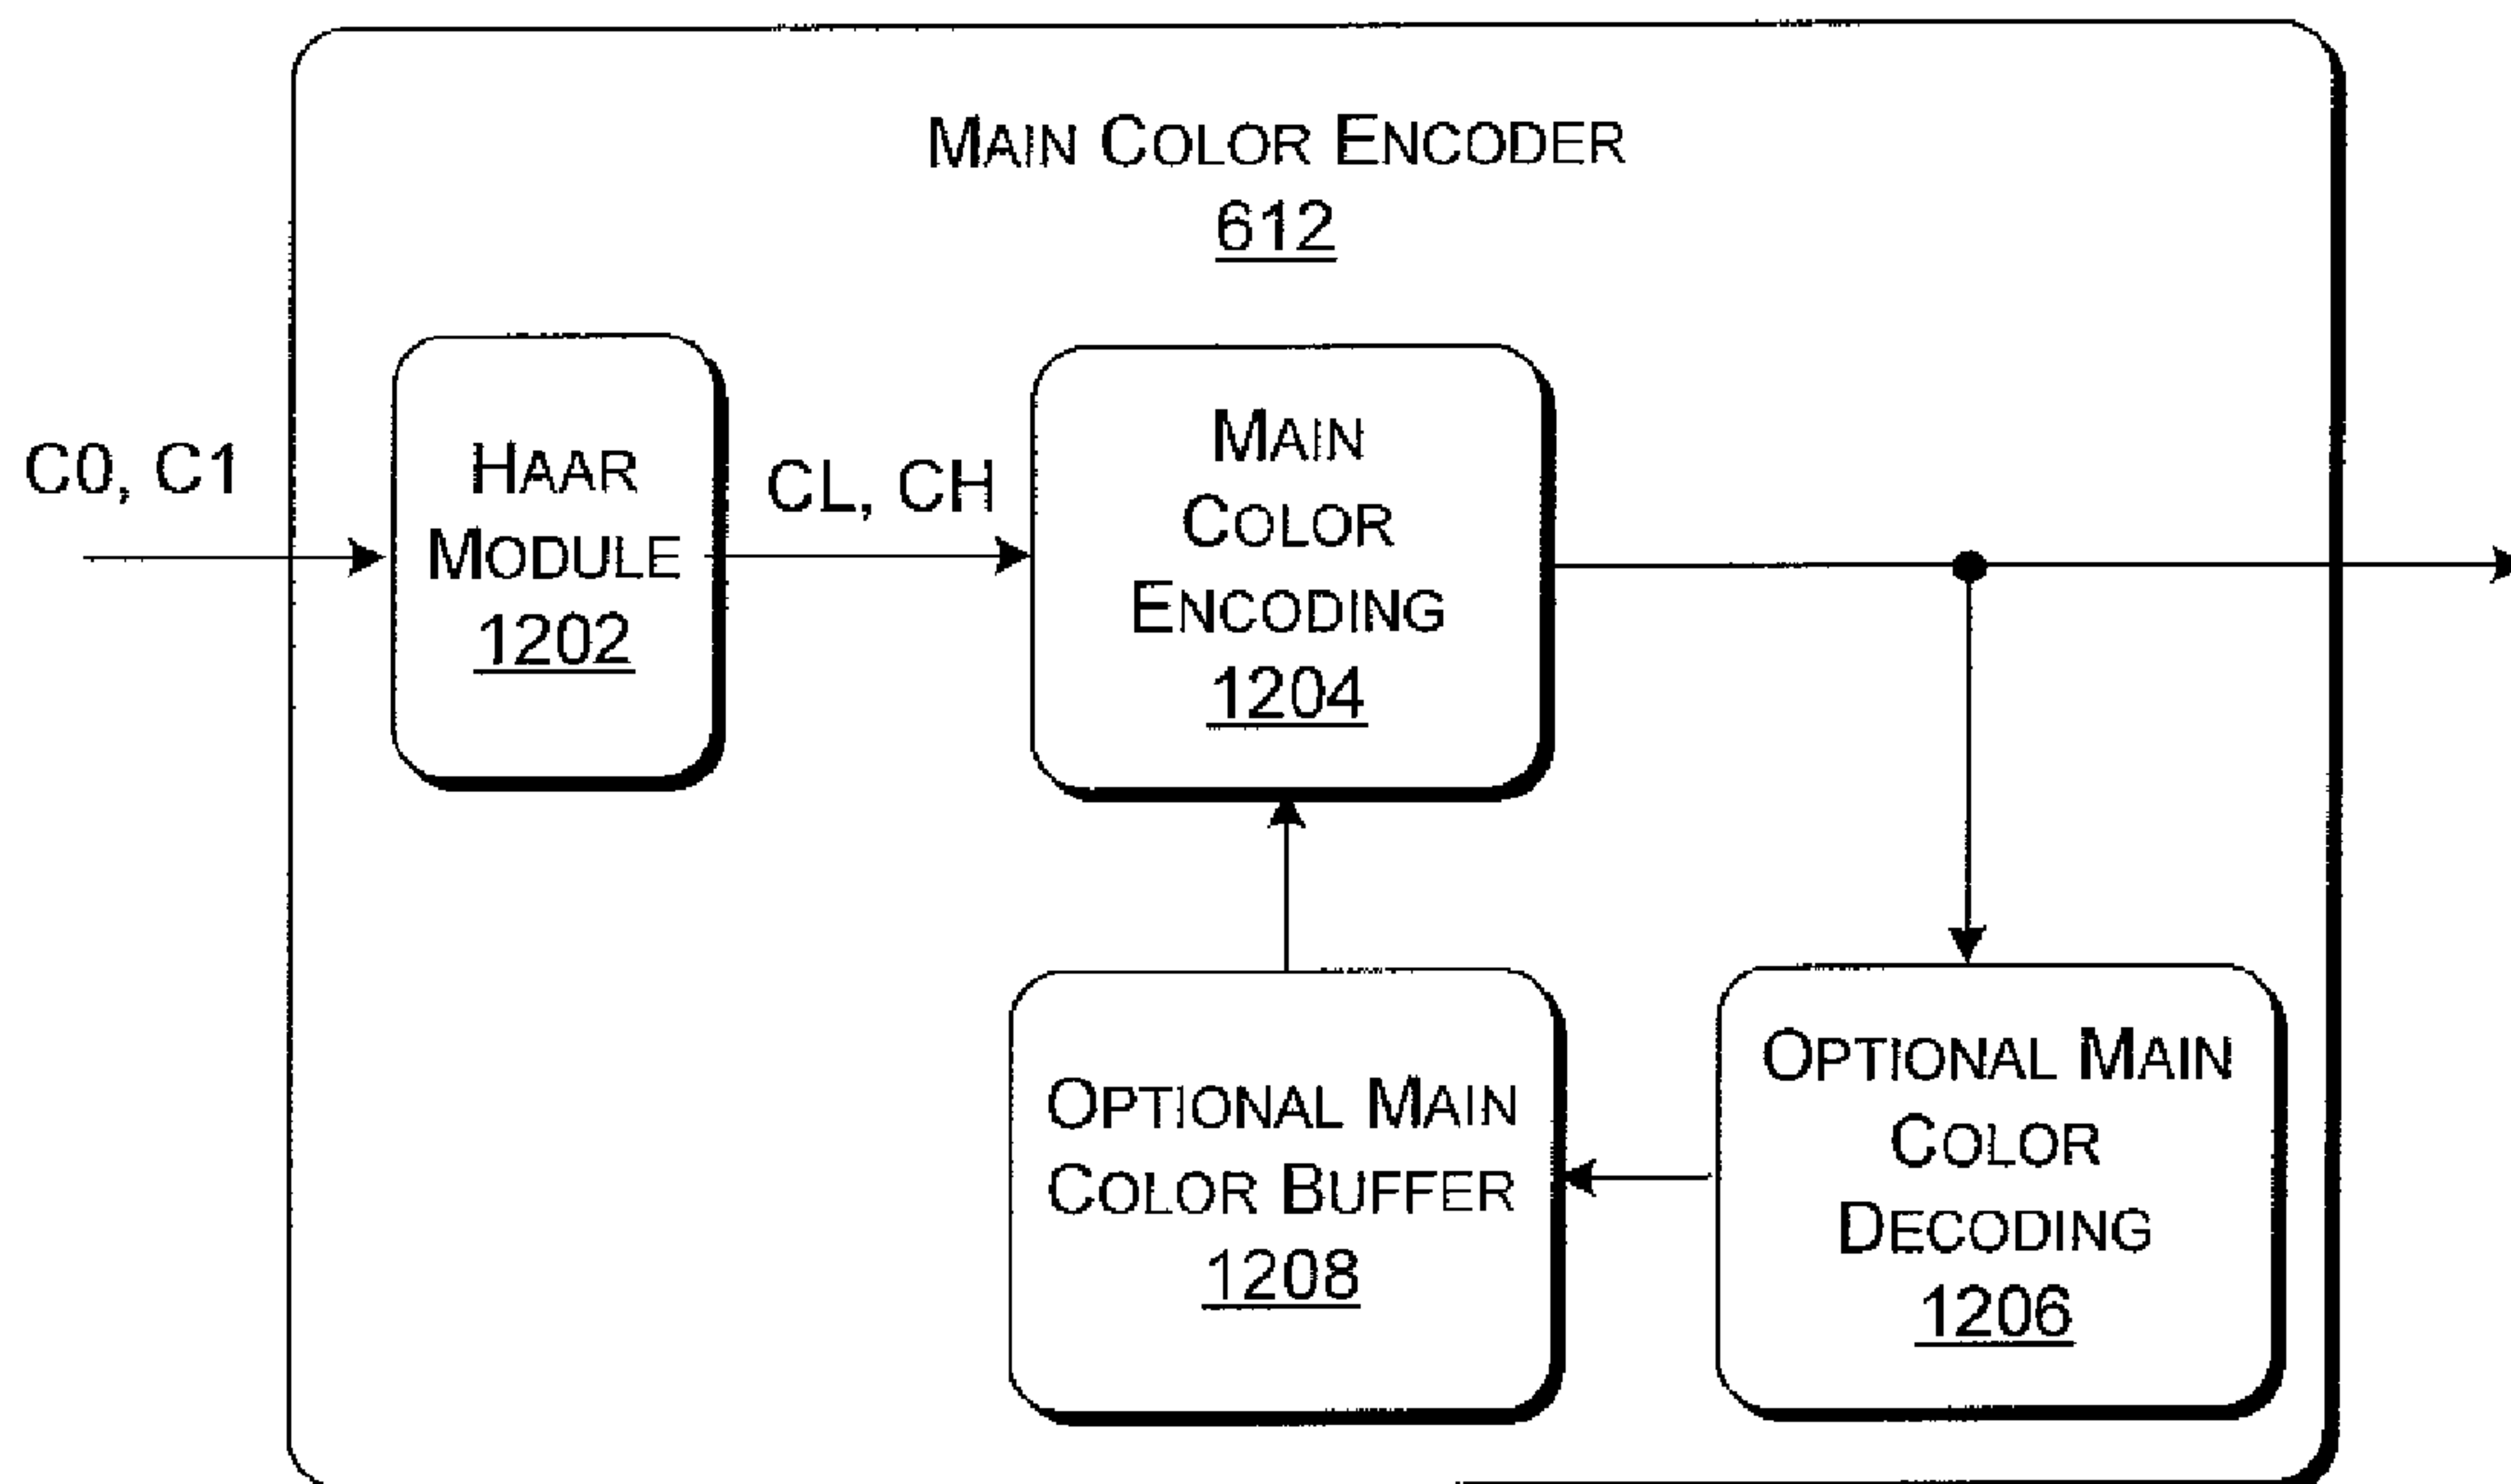 MAIN COLOR ENCODER
612
C0, C1
HAAR
MODULE
1202
CL, CH
MAIN
COLOR
ENCODING
1204
OPTIONAL MAIN
COLOR BUFFER
1208
OPTIONAL MAIN
COLOR
DECODING
1206